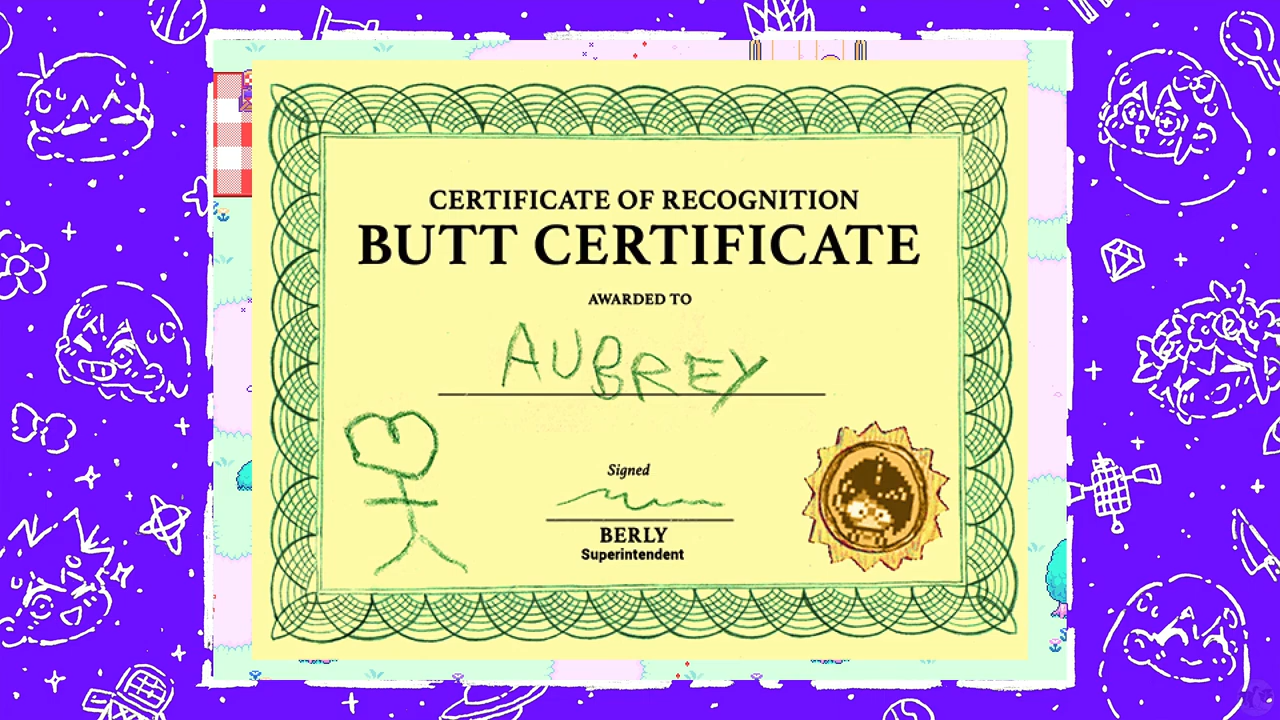 CERTIFICATE OF RECOGNITION
BUTT CERTIFICATE
AWARDED TO
AUBREY
Signed
BERLY
Superintendent